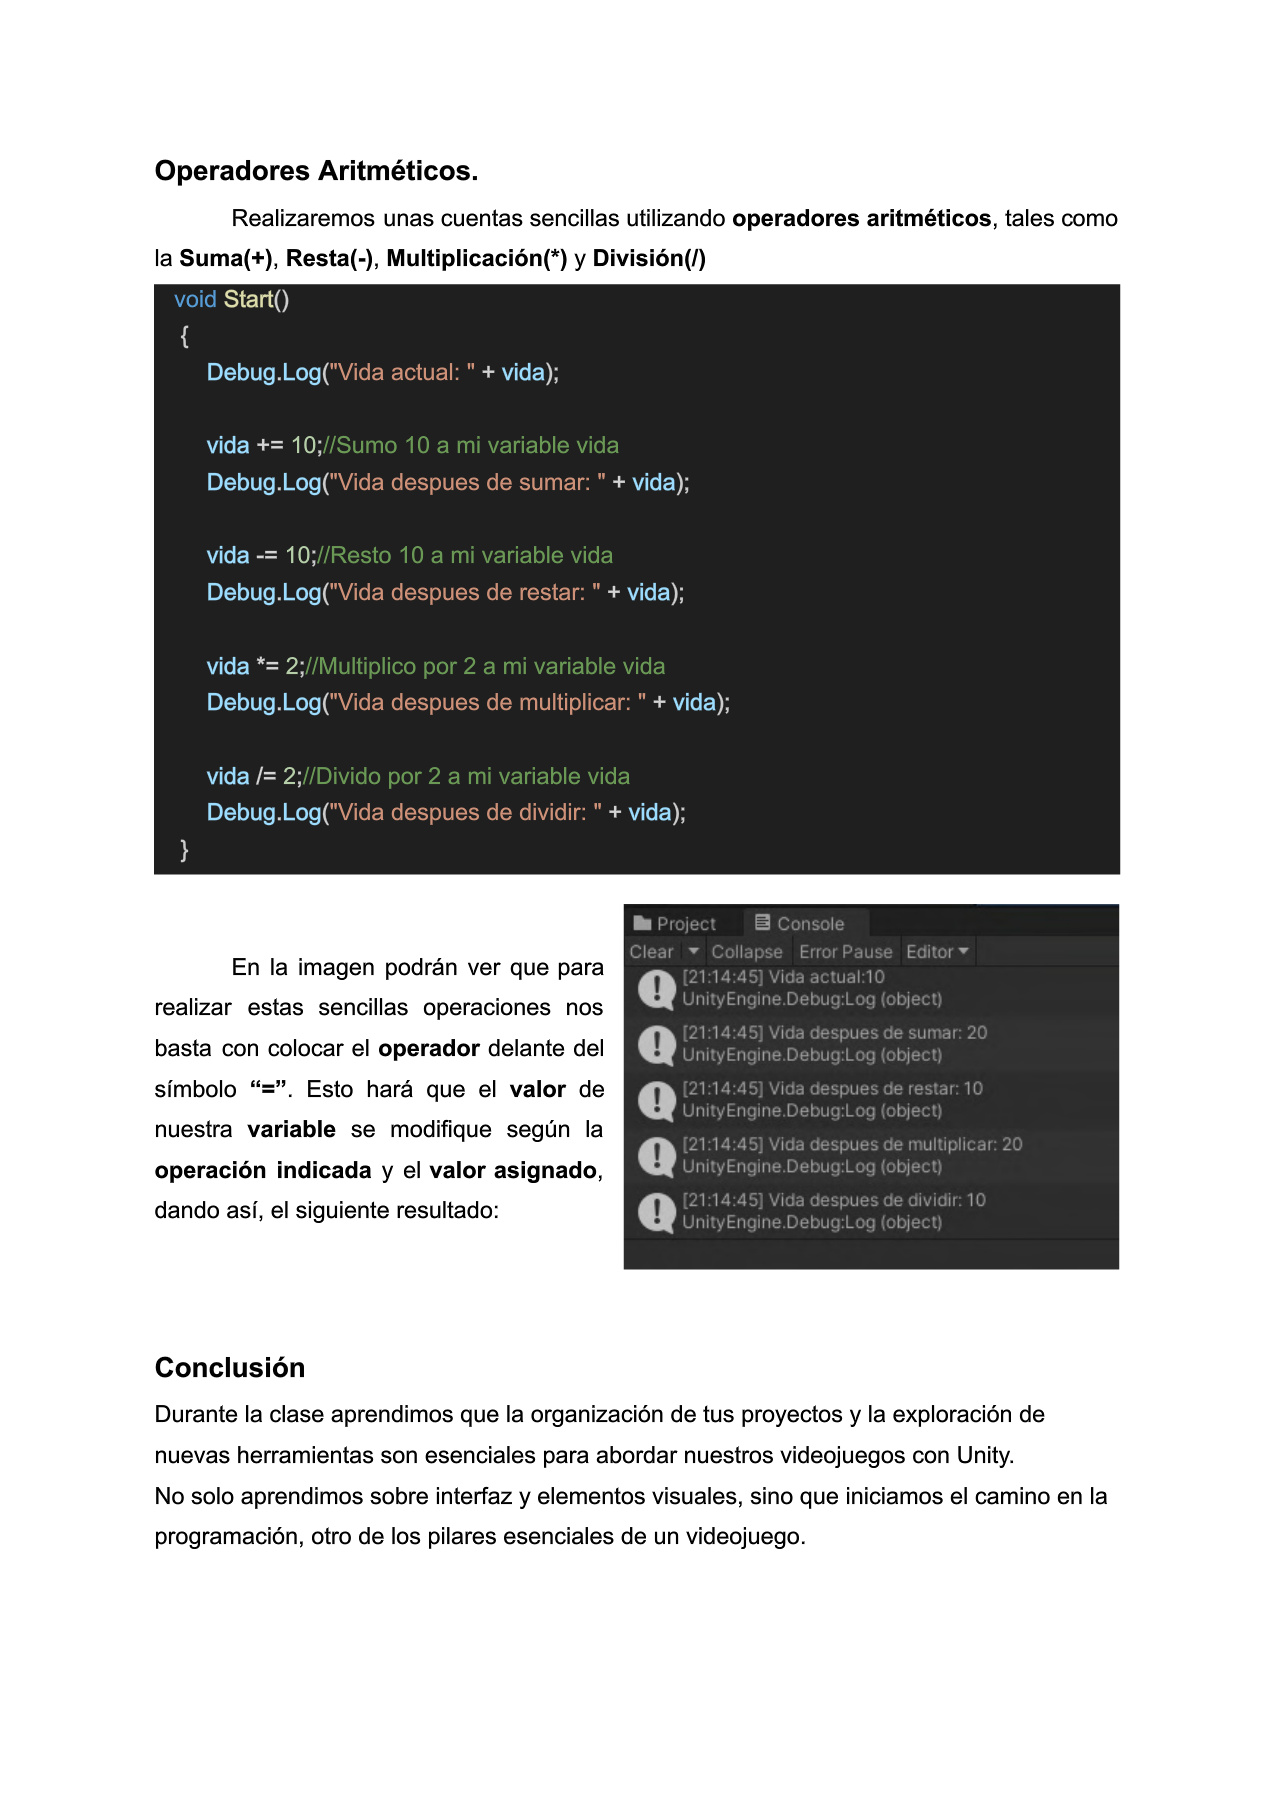 Operadores Aritméticos.
Realizaremos unas cuentas sencillas utilizando operadores aritméticos, tales como
la Suma(+), Resta(-), Multiplicación(*) y División(/)
void Start()
{
Debug.Log("Vida actual: " + vida);
vida += 10;//Sumo 10 a mi variable vida
Debug.Log("Vida despues de sumar: " + vida);
vida -= 10;//Resto 10 a mi variable vida
Debug.Log("Vida despues de restar: " + vida);
vida *= 2;//Multiplico por 2 a mi variable vida
Debug.Log("Vida despues de multiplicar: " + vida);
vida /= 2;//Divido por 2 a mi variable vida
Debug.Log("Vida despues de dividir: " + vida);
}
En la imagen podrán ver que para
realizar estas sencillas operaciones nos
basta con colocar el operador delante del
símbolo “=”. Esto hará que el valor de
nuestra variable se modifique según la
operación indicada y el valor asignado,
dando así, el siguiente resultado:
Project Console
Clear Collapse Error Pause Editor
[21:14:45] Vida actual:10
UnityEngine.Debug:Log (object)
[21:14:45] Vida despues de sumar: 20
UnityEngine.Debug:Log (object)
[21:14:45] Vida despues de restar: 10
UnityEngine.Debug:Log (object)
[21:14:45] Vida despues de multiplicar: 20
UnityEngine.Debug:Log (object)
[21:14:45] Vida despues de dividir: 10
UnityEngine.Debug:Log (object)
Conclusión
Durante la clase aprendimos que la organización de tus proyectos y la exploración de
nuevas herramientas son esenciales para abordar nuestros videojuegos con Unity.
No solo aprendimos sobre interfaz y elementos visuales, sino que iniciamos el camino en la
programación, otro de los pilares esenciales de un videojuego.